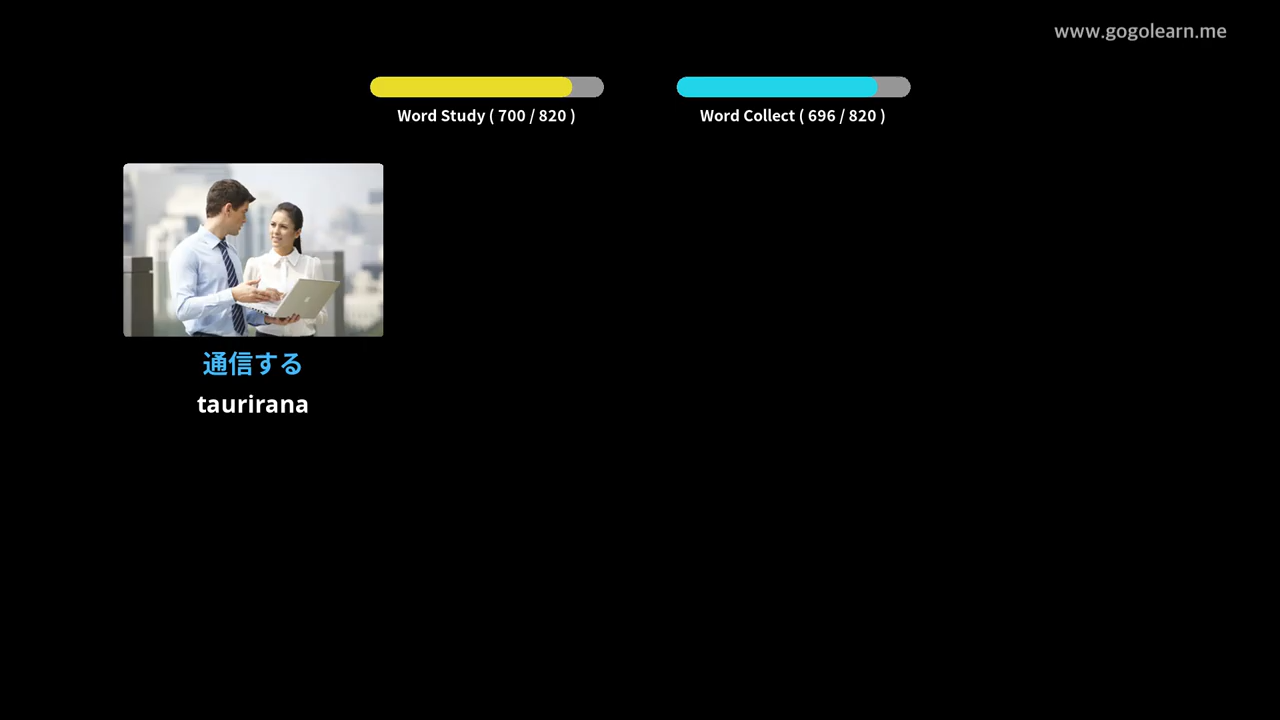 www.gogolearn.me
Word Study ( 700 / 820 )
Word Collect ( 696 / 820 )
通信する
taurirana